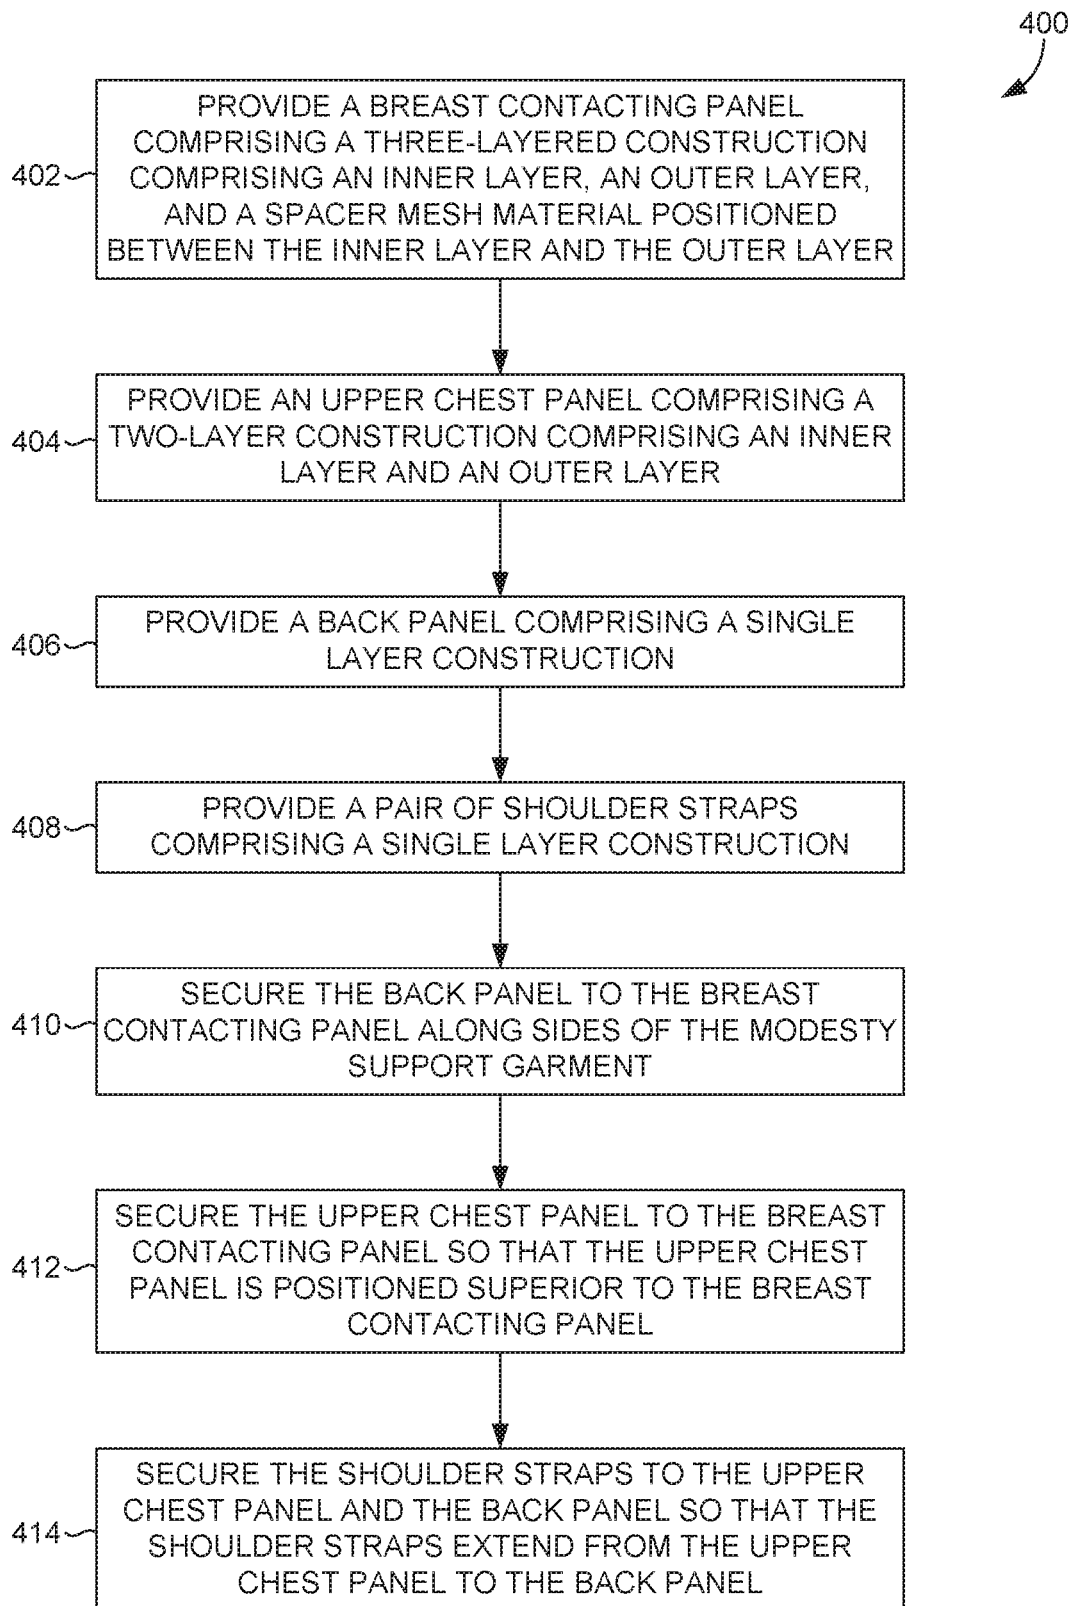 400
PROVIDE A BREAST CONTACTING PANEL
COMPRISING A THREE-LAYERED CONSTRUCTION
COMPRISING AN INNER LAYER, AN OUTER LAYER,
AND A SPACER MESH MATERIAL POSITIONED
BETWEEN THE INNER LAYER AND THE OUTER LAYER
402
PROVIDE AN UPPER CHEST PANEL COMPRISING A
TWO-LAYER CONSTRUCTION COMPRISING AN INNER
LAYER AND AN OUTER LAYER
404
PROVIDE A BACK PANEL COMPRISING A SINGLE
LAYER CONSTRUCTION
406
PROVIDE A PAIR OF SHOULDER STRAPS
COMPRISING A SINGLE LAYER CONSTRUCTION
408
SECURE THE BACK PANEL TO THE BREAST
CONTACTING PANEL ALONG SIDES OF THE MODESTY
SUPPORT GARMENT
410
SECURE THE UPPER CHEST PANEL TO THE BREAST
CONTACTING PANEL SO THAT THE UPPER CHEST
PANEL IS POSITIONED SUPERIOR TO THE BREAST
CONTACTING PANEL
412
SECURE THE SHOULDER STRAPS TO THE UPPER
CHEST PANEL AND THE BACK PANEL SO THAT THE
SHOULDER STRAPS EXTEND FROM THE UPPER
CHEST PANEL TO THE BACK PANEL
414